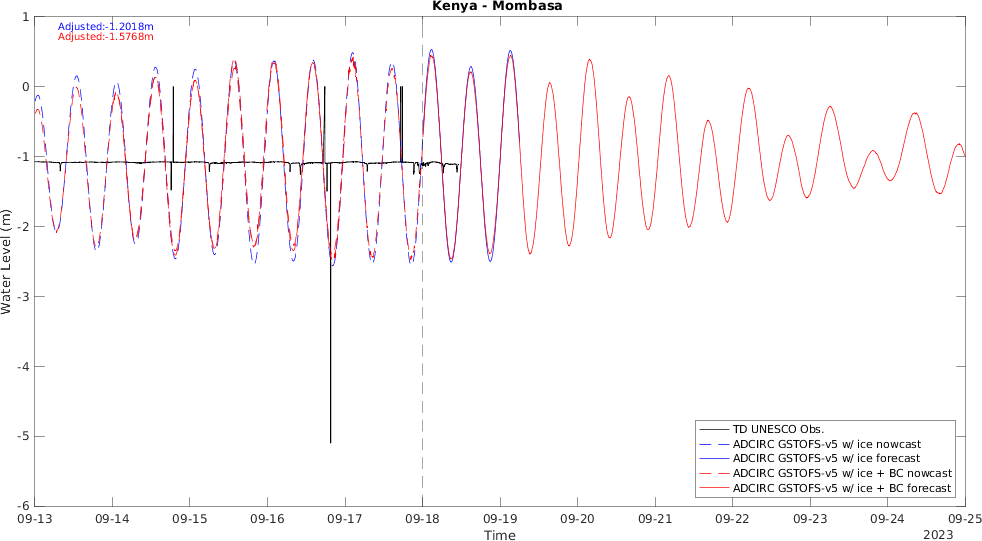 Kenya - Mombasa
Adjusted:-1.2018m
Adjusted:-1.5768m
1
0
-1
-2
-3
-4
-5
-6
Water Level (m)
TD UNESCO Obs.
ADCIRC GSTOFS-v5 w/ ice nowcast
ADCIRC GSTOFS-v5 w/ ice forecast
ADCIRC GSTOFS-v5 w/ ice + BC nowcast
ADCIRC GSTOFS-v5 w/ ice + BC forecast
09-13 09-14 09-15 09-16 09-17 09-18 09-19 09-20 09-21 09-22 09-23 09-24 09-25
Time
2023